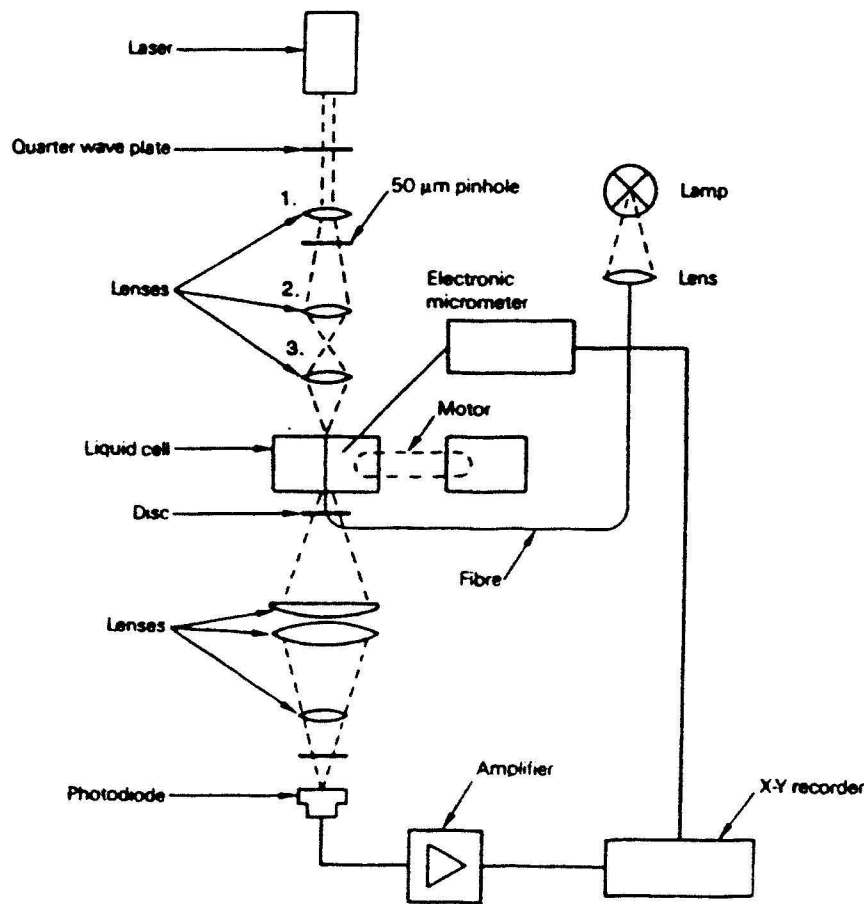 Laser
Quarter wave plate
1.
50 μm pinhole
Lamp
Lenses
2.
Electronic
micrometer
Lens
3.
Motor
Liquid cell
Disc
Fibre
Lenses
Amplifier
Photodiode
X-Y recorder